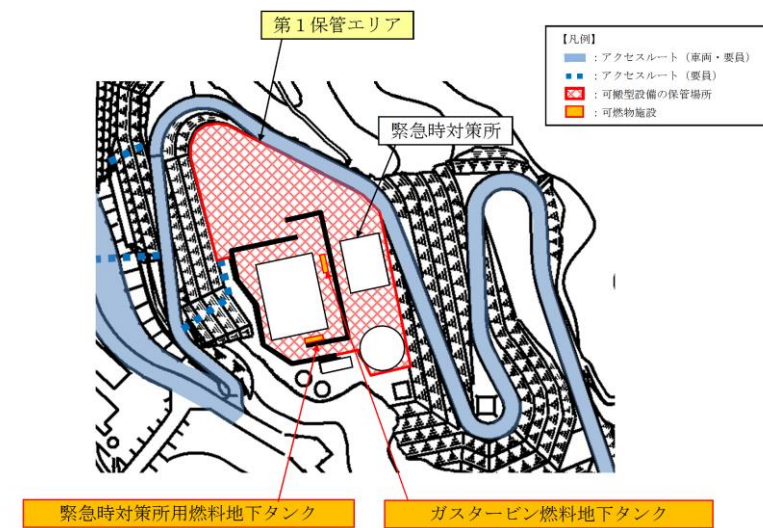 第１保管エリア
【凡例】
：アクセスルート（車両・要員）
：アクセスルート（要員）
：可搬型設備の保管場所
：可燃物施設
緊急時対策所
緊急時対策所用燃料地下タンク
ガスタービン燃料地下タンク